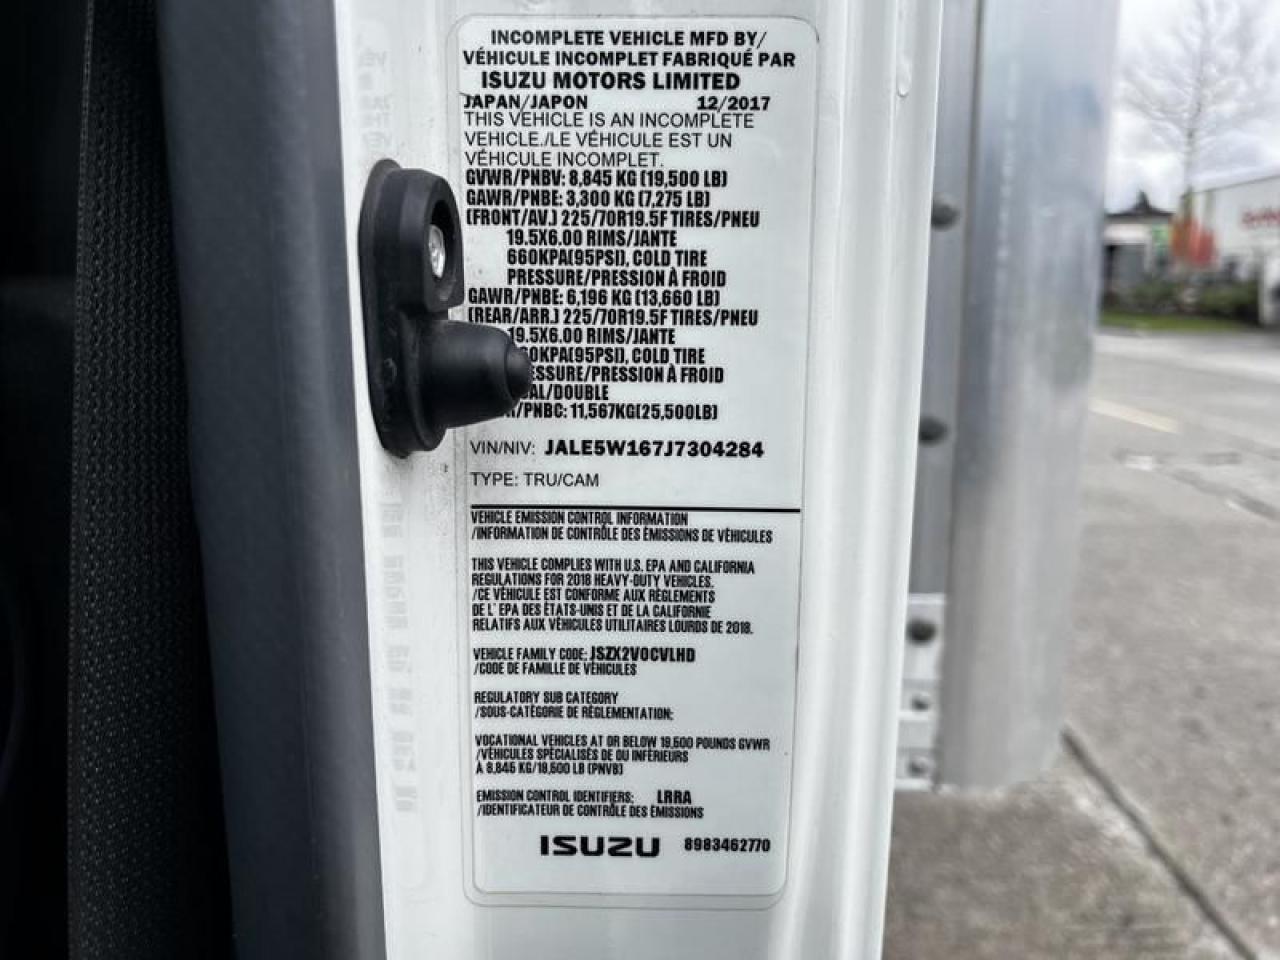 INCOMPLETE VEHICLE MFD BY/
VÉHICULE INCOMPLET FABRIQUÉ PAR
ISUZU MOTORS LIMITED
JAPAN/JAPON 12/2017
THIS VEHICLE IS AN INCOMPLETE
VEHICLE./LE VÉHICULE EST UN
VÉHICULE INCOMPLET.
GVWR/PNBV: 8,845 KG (19,500 LB)
GAWR/PNBE: 3,300 KG (7,275 LB)
(FRONT/AV.) 225/70R19.5F TIRES/PNEU
19.5X6.00 RIMS/JANTE
660KPA(95PSI), COLD TIRE
PRESSURE/PRESSION À FROID
GAWR/PNBE: 6,196 KG (13,660 LB)
(REAR/ARR.) 225/70R19.5F TIRES/PNEU
19.5X6.00 RIMS/JANTE
60KPA(95PSI), COLD TIRE
ESSURE/PRESSION À FROID
AL/DOUBLE
R/PNBC: 11,567KG(25,500LB)
VIN/NIV: JALE5W167J7304284
TYPE: TRU/CAM
VEHICLE EMISSION CONTROL INFORMATION
/INFORMATION DE CONTRÔLE DES ÉMISSIONS DE VÉHICULES
THIS VEHICLE COMPLIES WITH U.S. EPA AND CALIFORNIA
REGULATIONS FOR 2018 HEAVY-DUTY VEHICLES.
/CE VÉHICULE EST CONFORME AUX RÈGLEMENTS
DE L' EPA DES ÉTATS-UNIS ET DE LA CALIFORNIE
RELATIFS AUX VÉHICULES UTILITAIRES LOURDS DE 2018.
VEHICLE FAMILY CODE: JSZX2VOCVLHD
/CODE DE FAMILLE DE VÉHICULES
REGULATORY SUB CATEGORY
/SOUS-CATÉGORIE DE RÉGLEMENTATION:
VOCATIONAL VEHICLES AT OR BELOW 19,500 POUNDS GVWR
/VÉHICULES SPÉCIALISÉS DE OU INFÉRIEURS
À 8,845 KG/19,500 LB (PNVB)
EMISSION CONTROL IDENTIFIERS: LRRA
/IDENTIFICATEUR DE CONTRÔLE DES ÉMISSIONS
ISUZU 8983462770